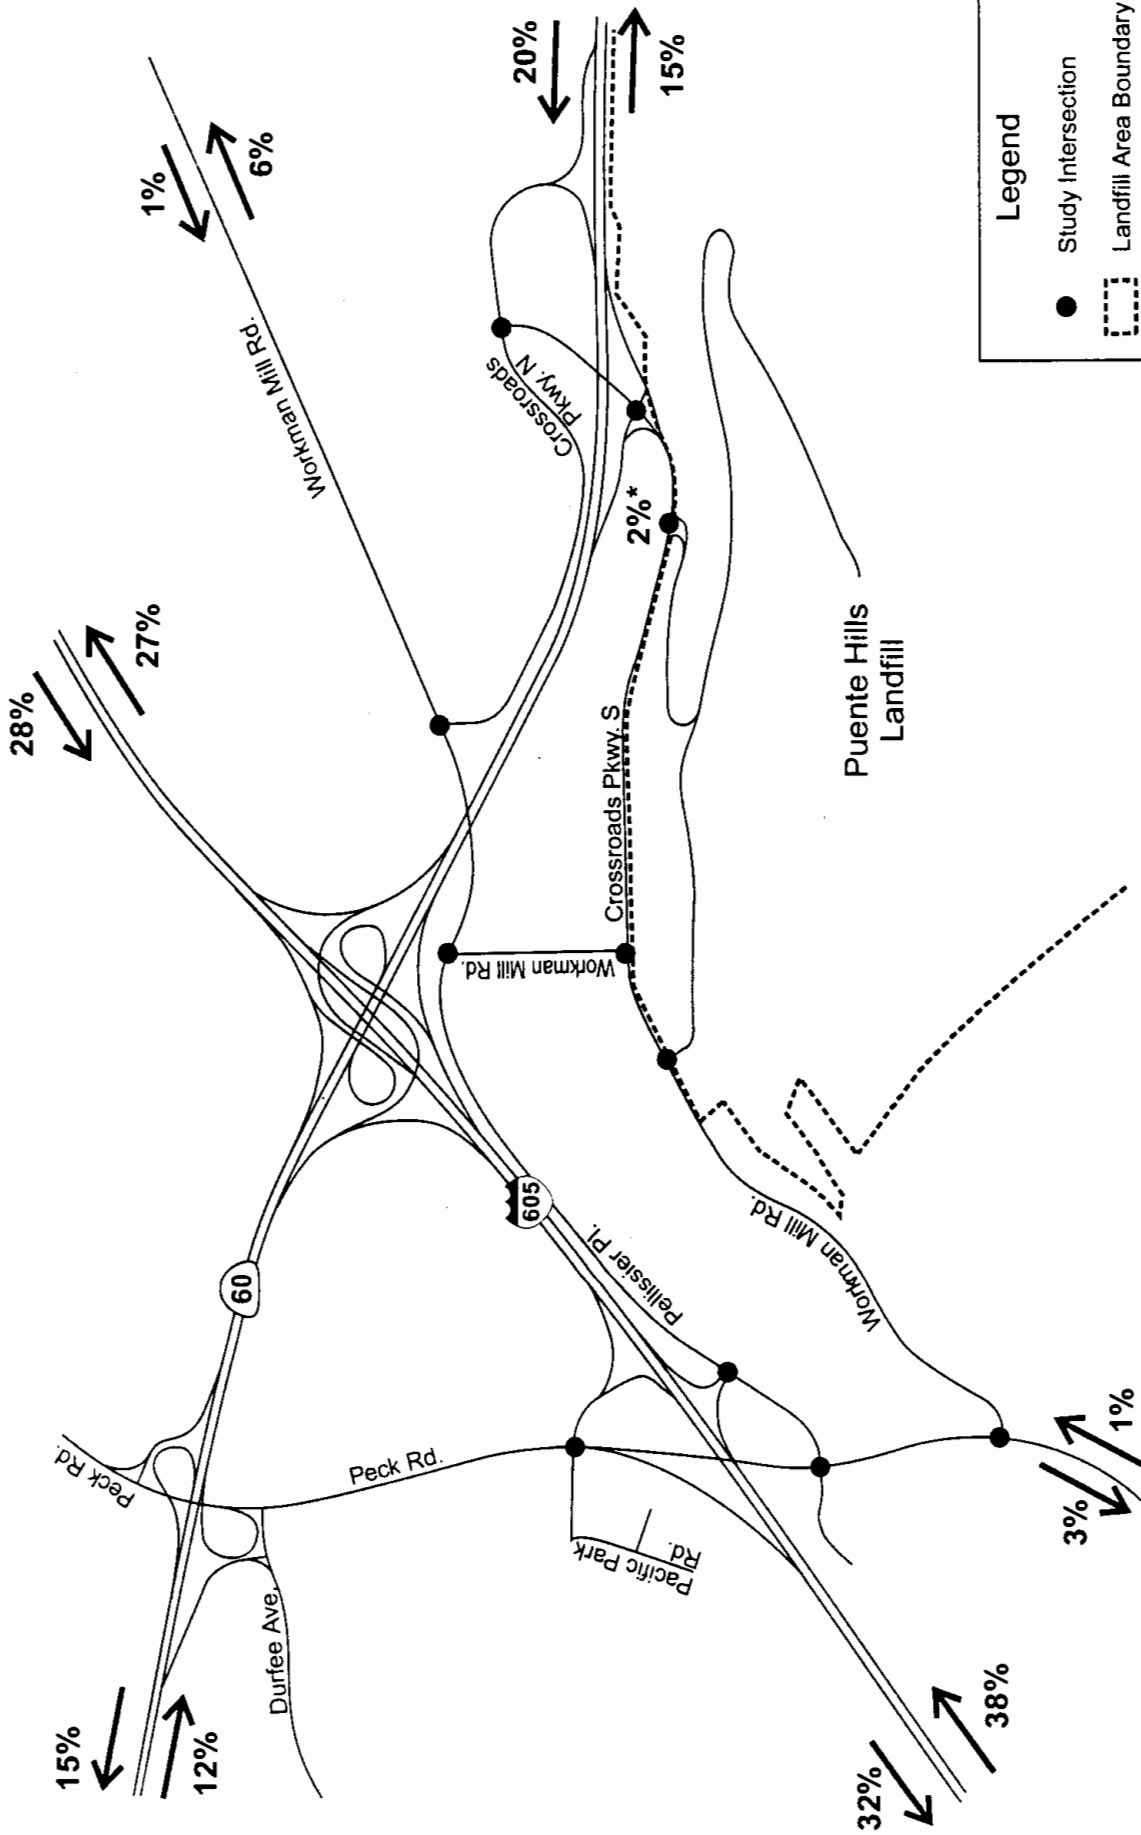 20%
15%
1%
6%
Workman Mill Rd.
Crossroads
Pkwy. N
28%
27%
2%*
Legend
Study Intersection
Landfill Area Boundary
Crossroads Pkwy. S
Workman Mill Rd.
Puente Hills
Landfill
60
605
Pellissier Pl.
Workman Mill Rd.
Peck Rd.
Peck Rd.
Durfee Ave.
Pacific Park
Rd.
15%
12%
32%
38%
3%
1%